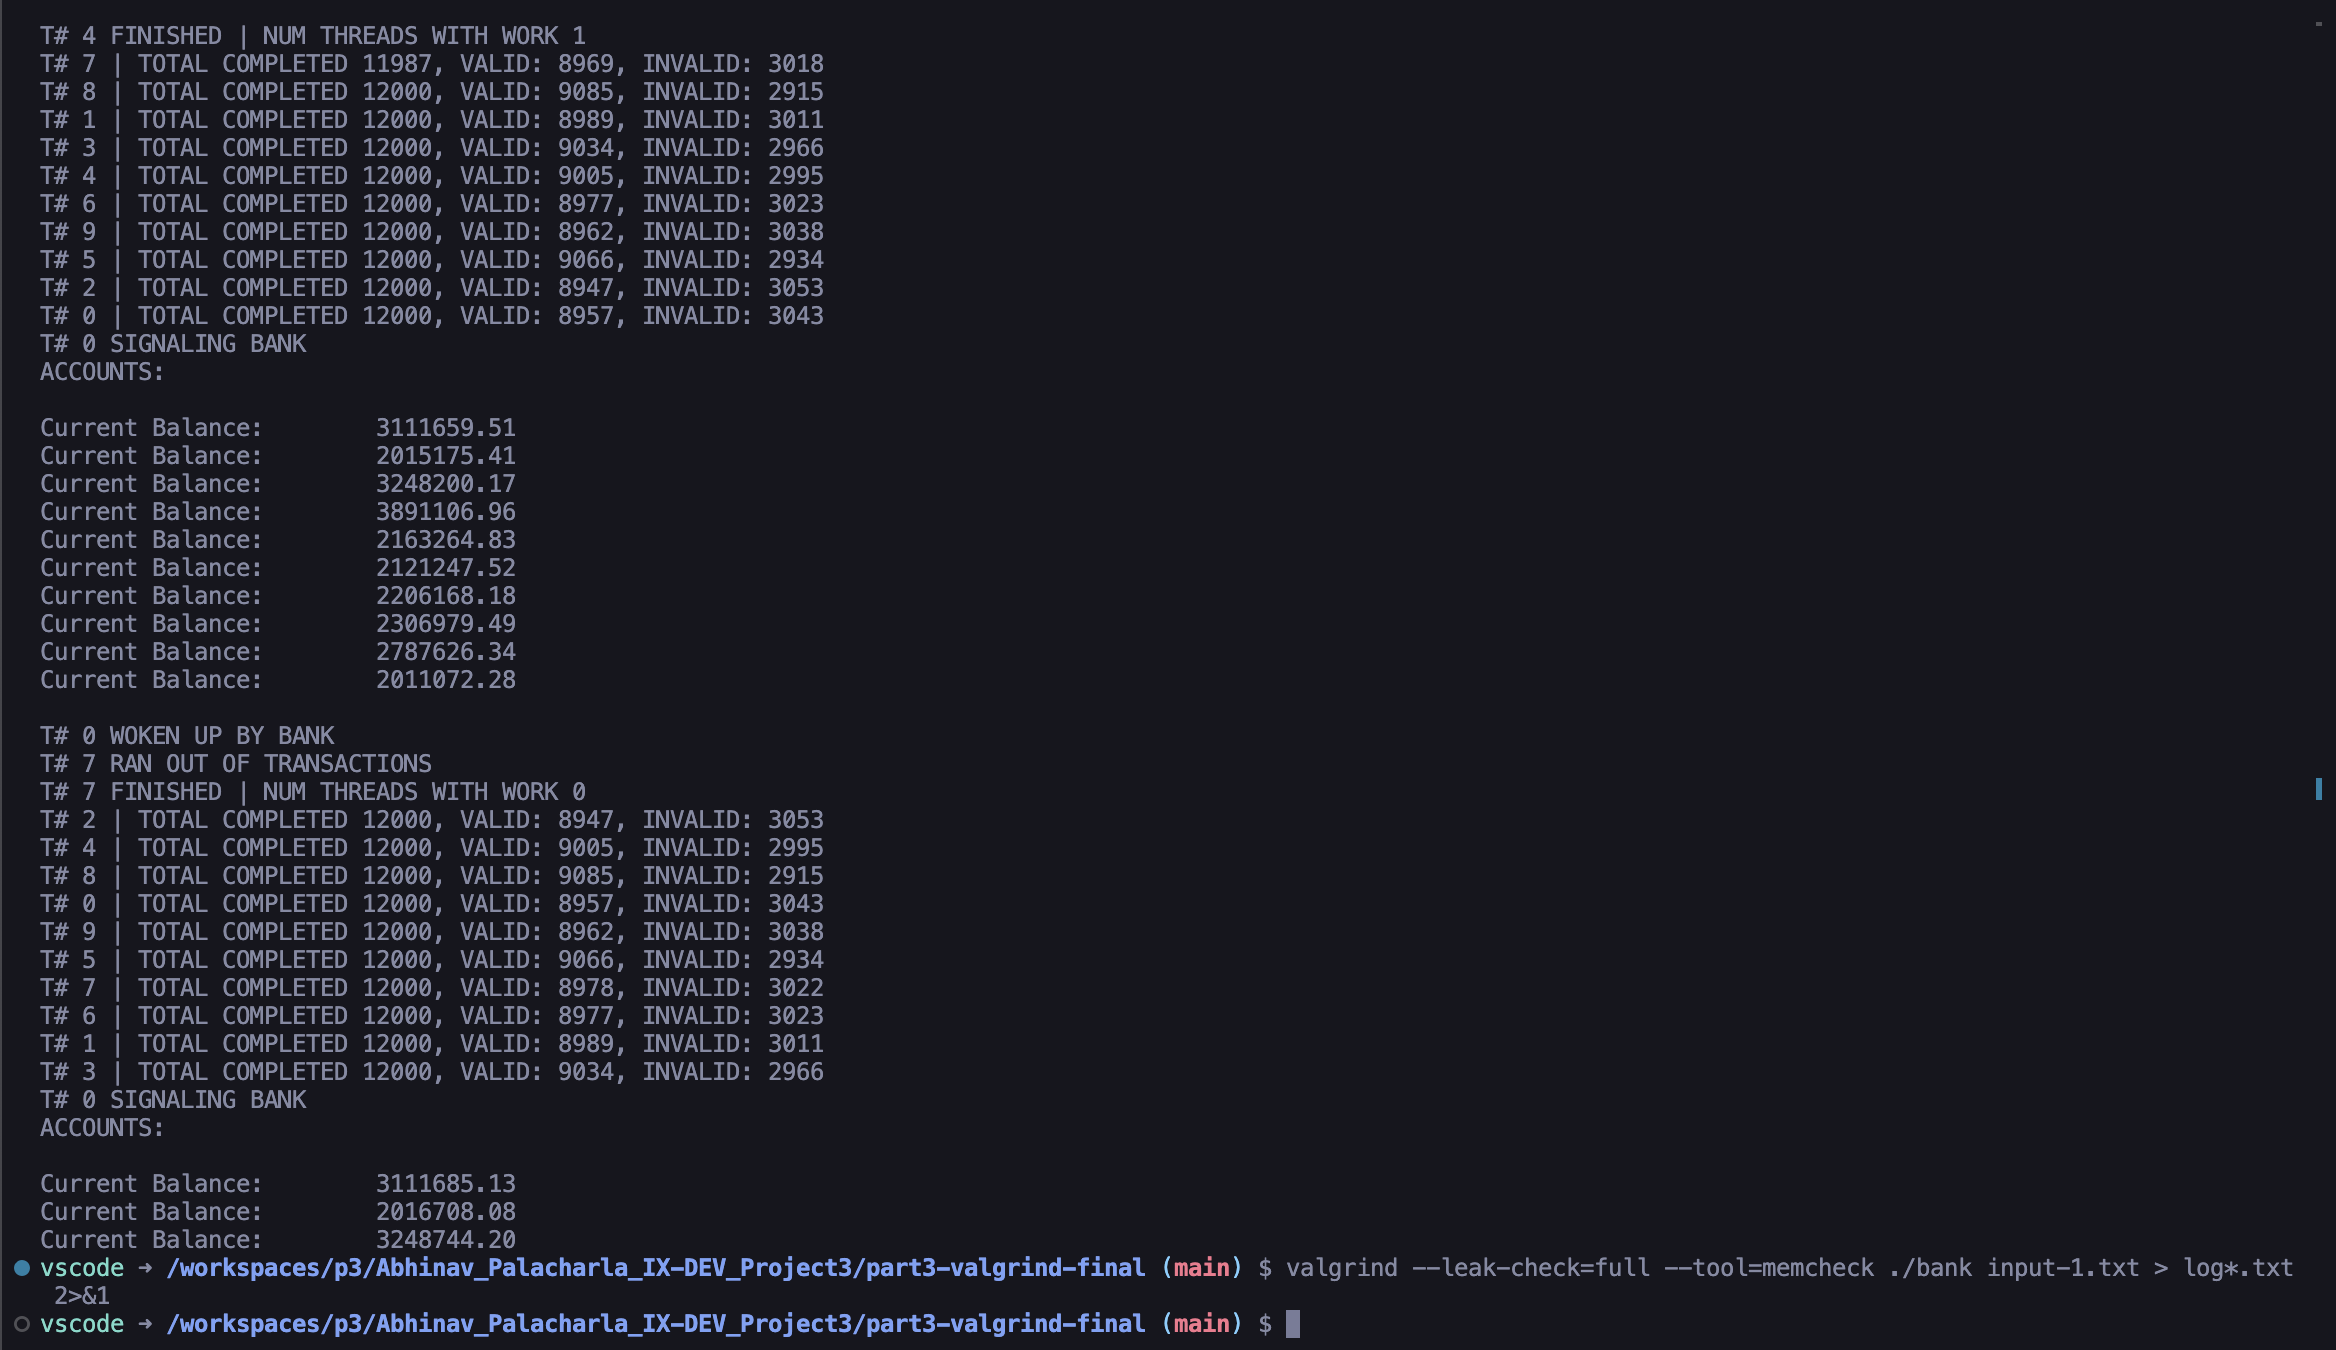 T# 4 FINISHED | NUM THREADS WITH WORK 1
T# 7 | TOTAL COMPLETED 11987, VALID: 8969, INVALID: 3018
T# 8 | TOTAL COMPLETED 12000, VALID: 9085, INVALID: 2915
T# 1 | TOTAL COMPLETED 12000, VALID: 8989, INVALID: 3011
T# 3 | TOTAL COMPLETED 12000, VALID: 9034, INVALID: 2966
T# 4 | TOTAL COMPLETED 12000, VALID: 9005, INVALID: 2995
T# 6 | TOTAL COMPLETED 12000, VALID: 8977, INVALID: 3023
T# 9 | TOTAL COMPLETED 12000, VALID: 8962, INVALID: 3038
T# 5 | TOTAL COMPLETED 12000, VALID: 9066, INVALID: 2934
T# 2 | TOTAL COMPLETED 12000, VALID: 8947, INVALID: 3053
T# 0 | TOTAL COMPLETED 12000, VALID: 8957, INVALID: 3043
T# 0 SIGNALING BANK
ACCOUNTS:
Current Balance: 3111659.51
Current Balance: 2015175.41
Current Balance: 3248200.17
Current Balance: 3891106.96
Current Balance: 2163264.83
Current Balance: 2121247.52
Current Balance: 2206168.18
Current Balance: 2306979.49
Current Balance: 2787626.34
Current Balance: 2011072.28
T# 0 WOKEN UP BY BANK
T# 7 RAN OUT OF TRANSACTIONS
T# 7 FINISHED | NUM THREADS WITH WORK 0
T# 2 | TOTAL COMPLETED 12000, VALID: 8947, INVALID: 3053
T# 4 | TOTAL COMPLETED 12000, VALID: 9005, INVALID: 2995
T# 8 | TOTAL COMPLETED 12000, VALID: 9085, INVALID: 2915
T# 0 | TOTAL COMPLETED 12000, VALID: 8957, INVALID: 3043
T# 9 | TOTAL COMPLETED 12000, VALID: 8962, INVALID: 3038
T# 5 | TOTAL COMPLETED 12000, VALID: 9066, INVALID: 2934
T# 7 | TOTAL COMPLETED 12000, VALID: 8978, INVALID: 3022
T# 6 | TOTAL COMPLETED 12000, VALID: 8977, INVALID: 3023
T# 1 | TOTAL COMPLETED 12000, VALID: 8989, INVALID: 3011
T# 3 | TOTAL COMPLETED 12000, VALID: 9034, INVALID: 2966
T# 0 SIGNALING BANK
ACCOUNTS:
Current Balance: 3111685.13
Current Balance: 2016708.08
Current Balance: 3248744.20
vscode ➜ /workspaces/p3/Abhinav_Palacharla_IX-DEV_Project3/part3-valgrind-final (main) $ valgrind --leak-check=full --tool=memcheck ./bank input-1.txt > log*.txt
2>&1
vscode ➜ /workspaces/p3/Abhinav_Palacharla_IX-DEV_Project3/part3-valgrind-final (main) $